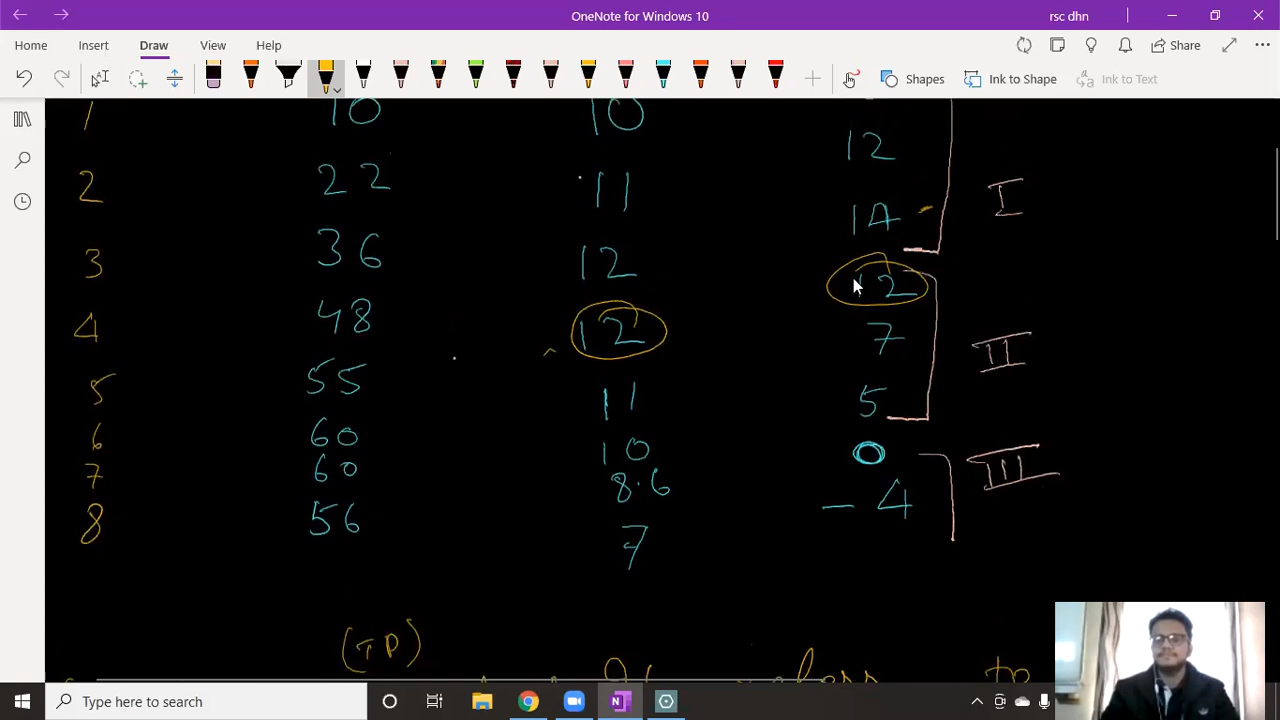 OneNote for Windows 10
rsc dhn
Home Insert Draw View Help
Share
Shapes
Ink to Shape
Ink to Text
1 10 10
12
2 22 11
14 I
3 36 12
12
4 48 12
7 II
5 55 11 5
6 60 10 0
7 60 8.6 III
-4
8 56 7
(TP)
to
Type here to search